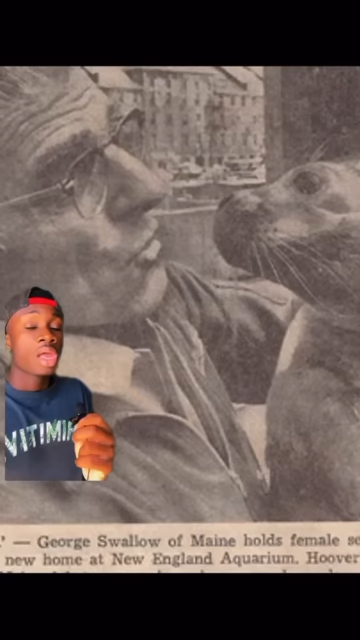 VITIMI
.' — George Swallow of Maine holds female se
new home at New England Aquarium. Hoover